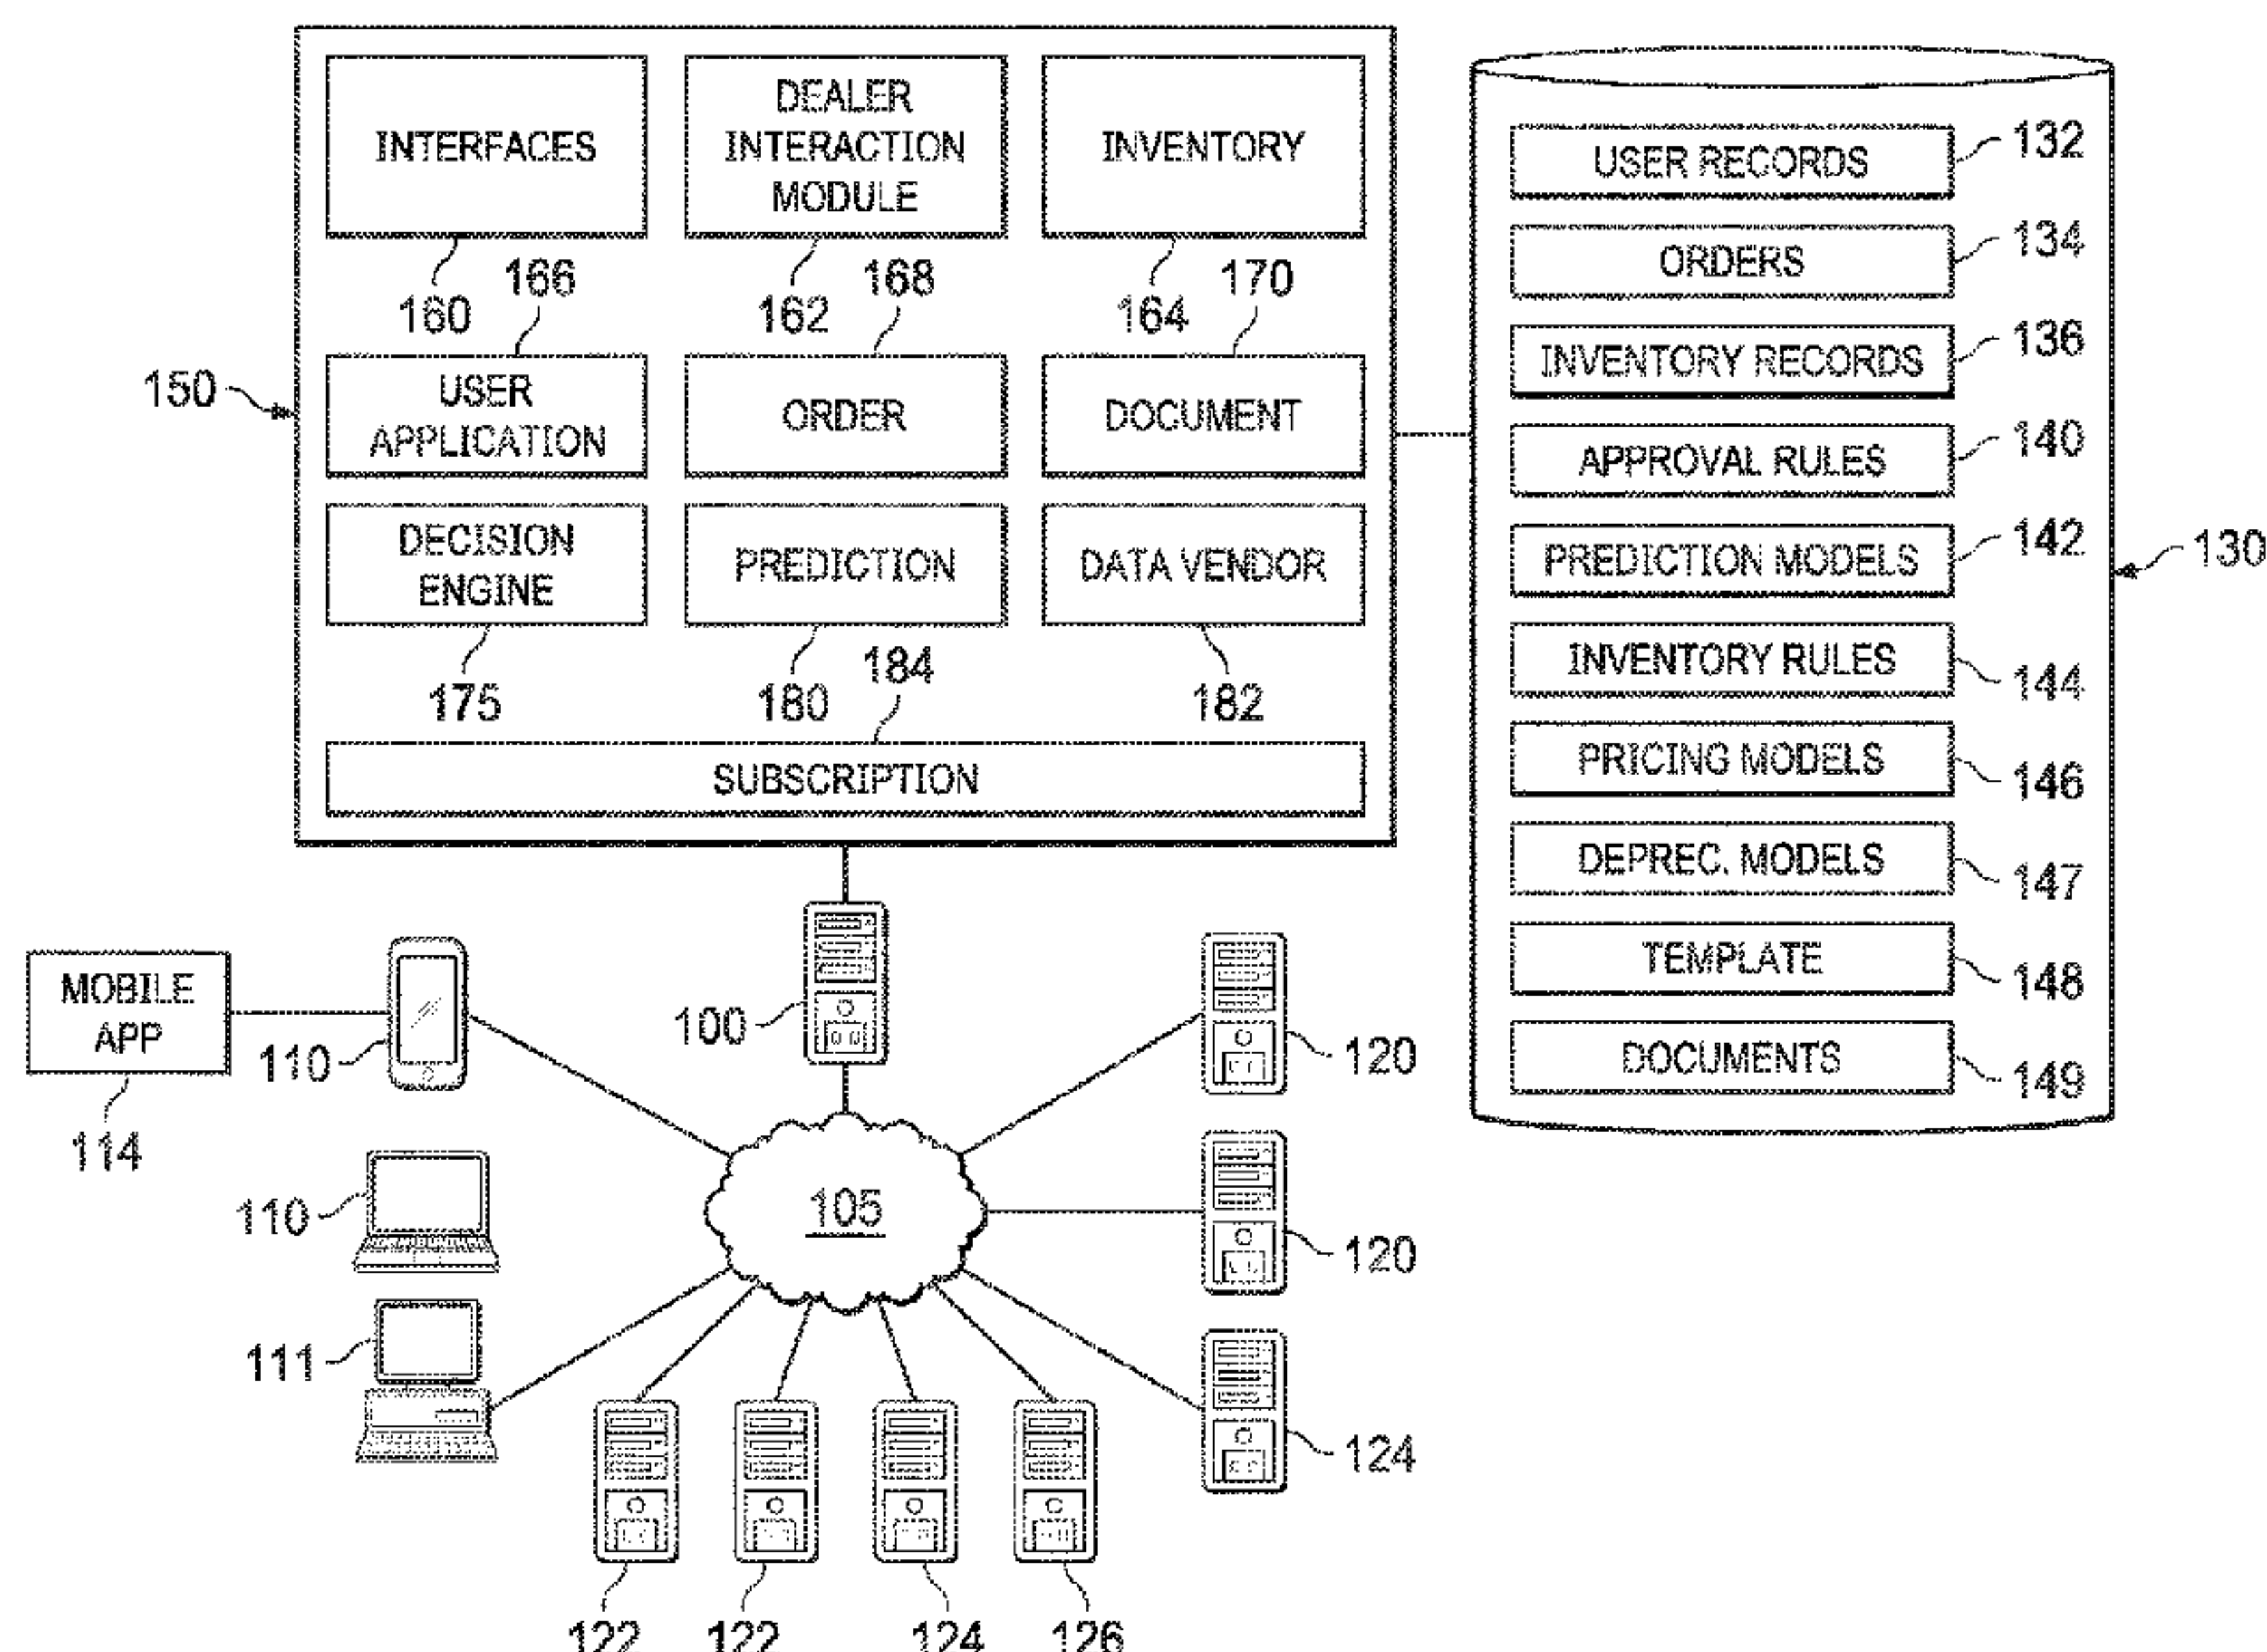 INTERFACES
DEALER
INTERACTION
MODULE
INVENTORY
160
166
162
168
164
170
150
USER
APPLICATION
ORDER
DOCUMENT
DECISION
ENGINE
PREDICTION
DATA VENDOR
175
180
184
182
SUBSCRIPTION
USER RECORDS
132
ORDERS
134
INVENTORY RECORDS
136
APPROVAL RULES
140
PREDICTION MODELS
142
130
INVENTORY RULES
144
PRICING MODELS
146
DEPREC. MODELS
147
TEMPLATE
148
DOCUMENTS
149
MOBILE
APP
114
110
100
120
110
105
120
111
124
122
122
124
126